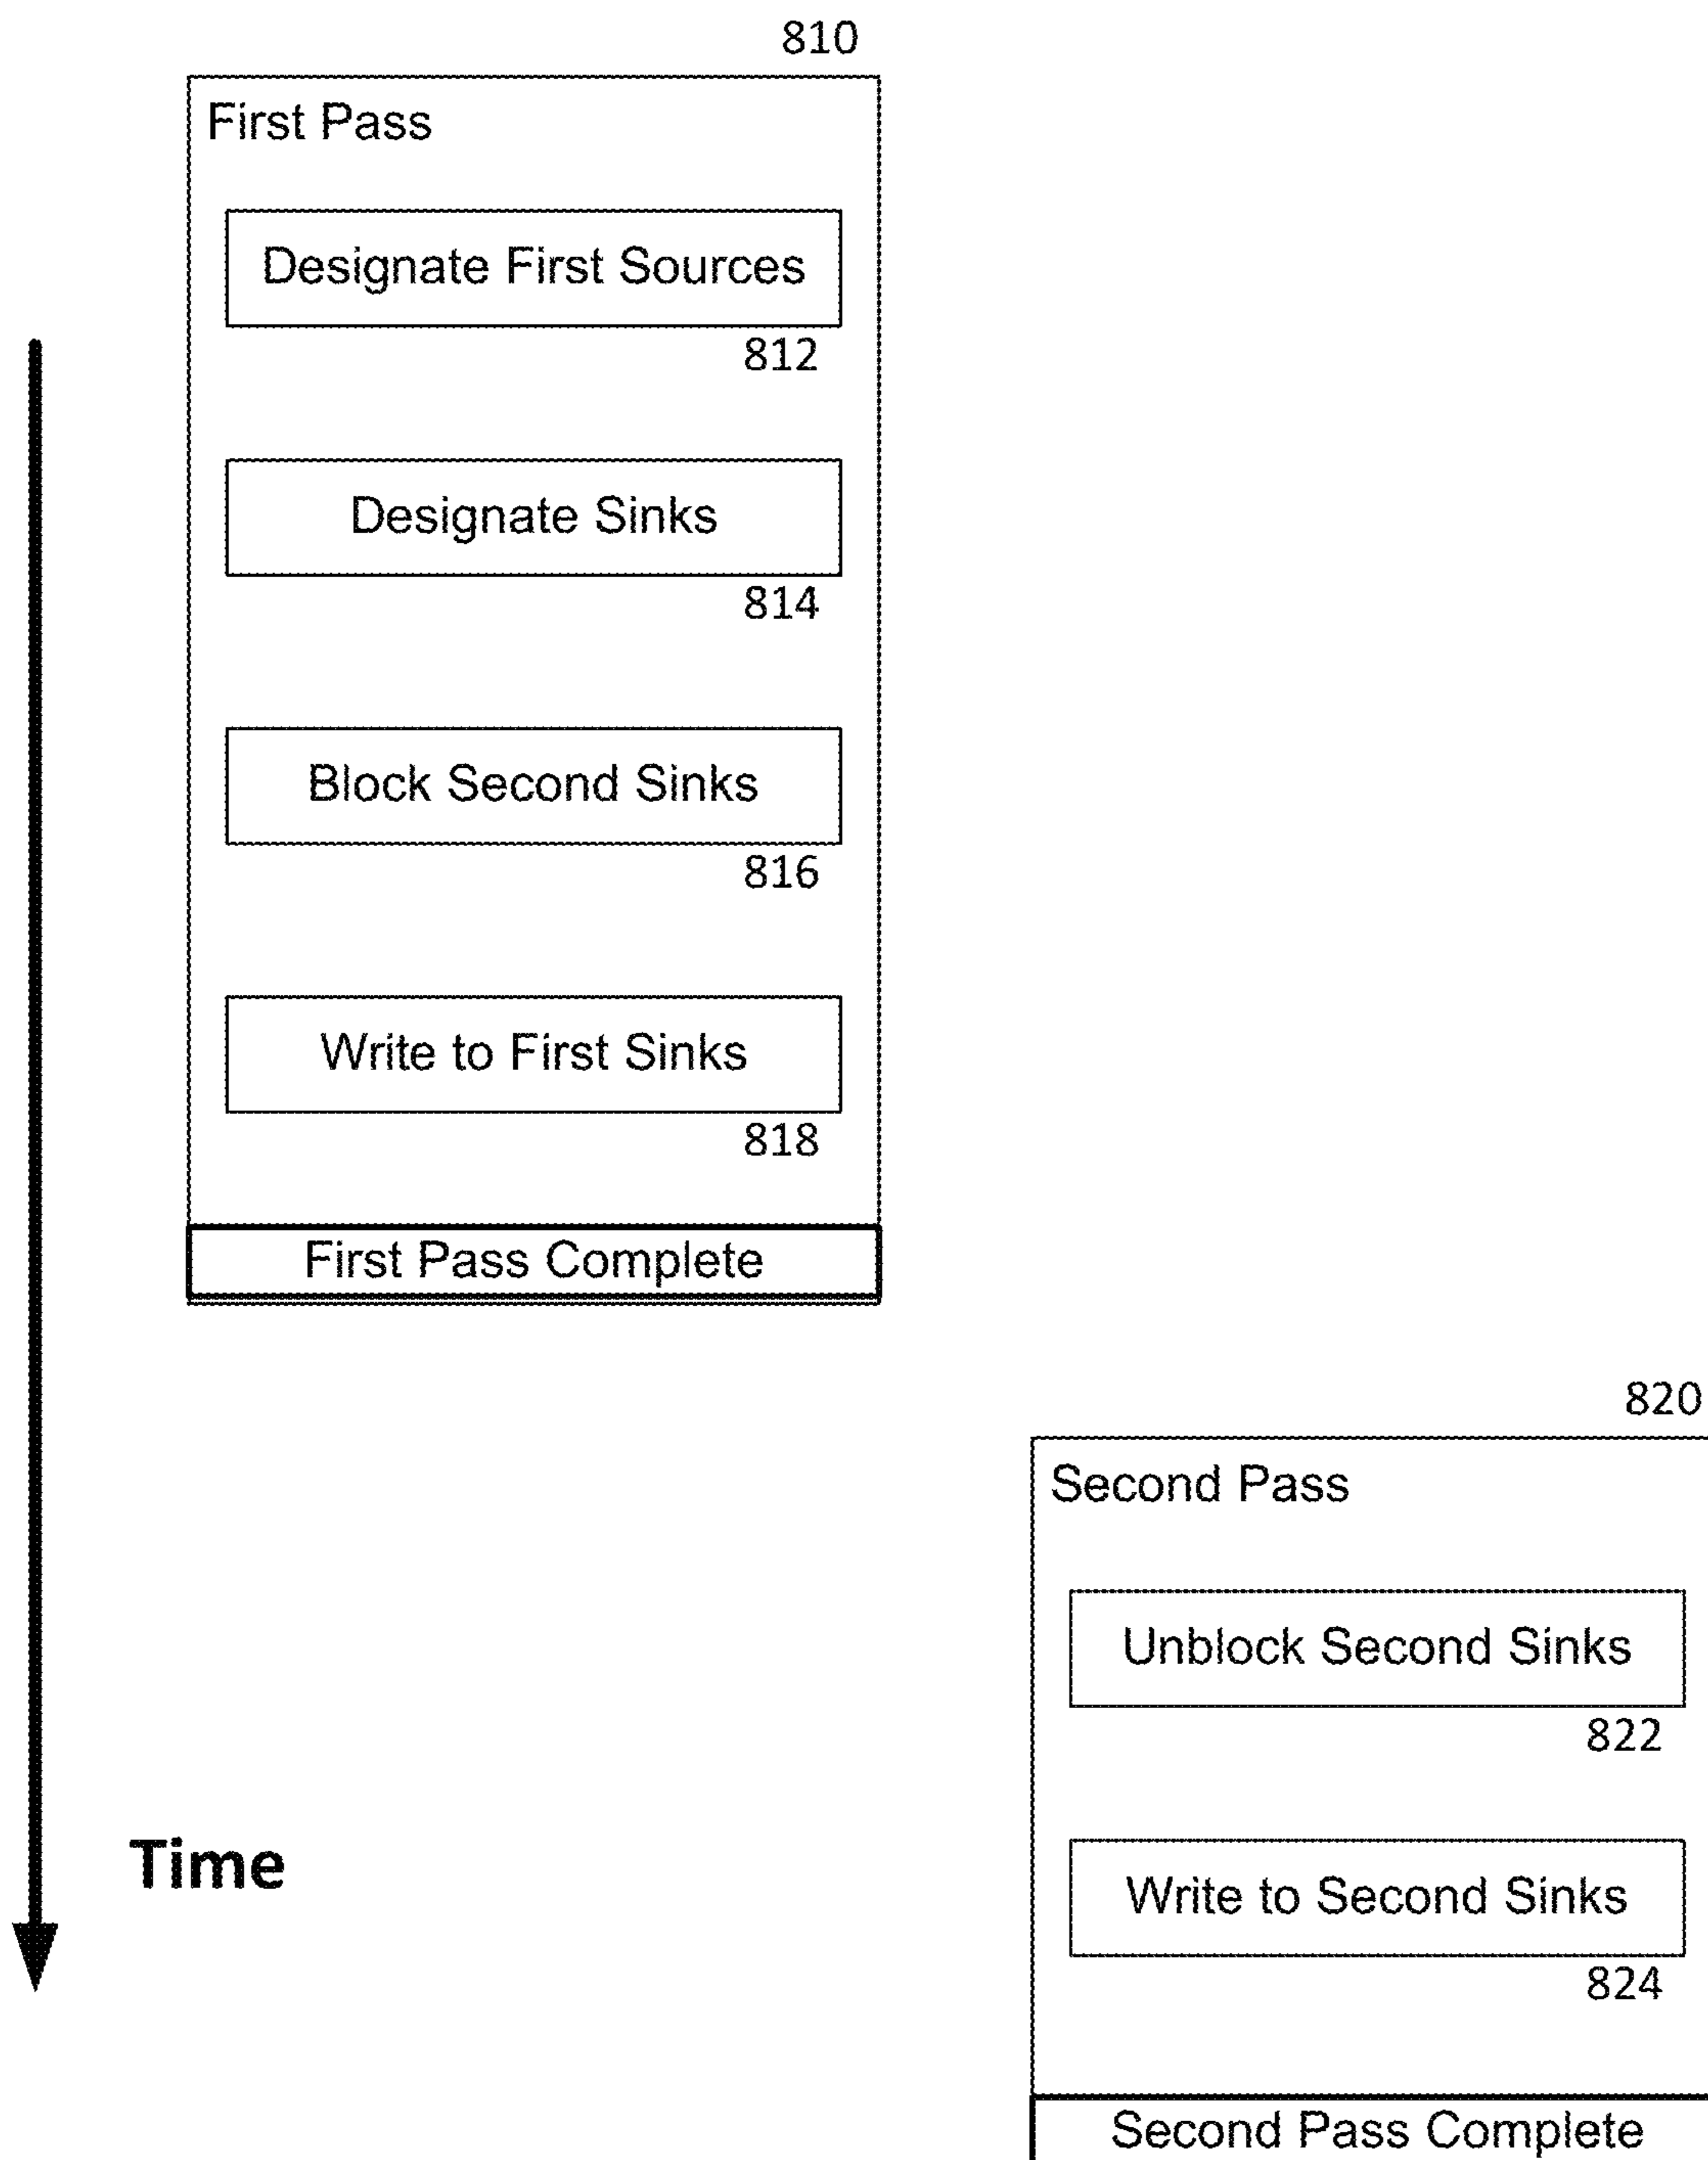 810
First Pass
Designate First Sources
812
Designate Sinks
814
Block Second Sinks
816
Write to First Sinks
818
First Pass Complete
820
Second Pass
Unblock Second Sinks
822
Time
Write to Second Sinks
824
Second Pass Complete